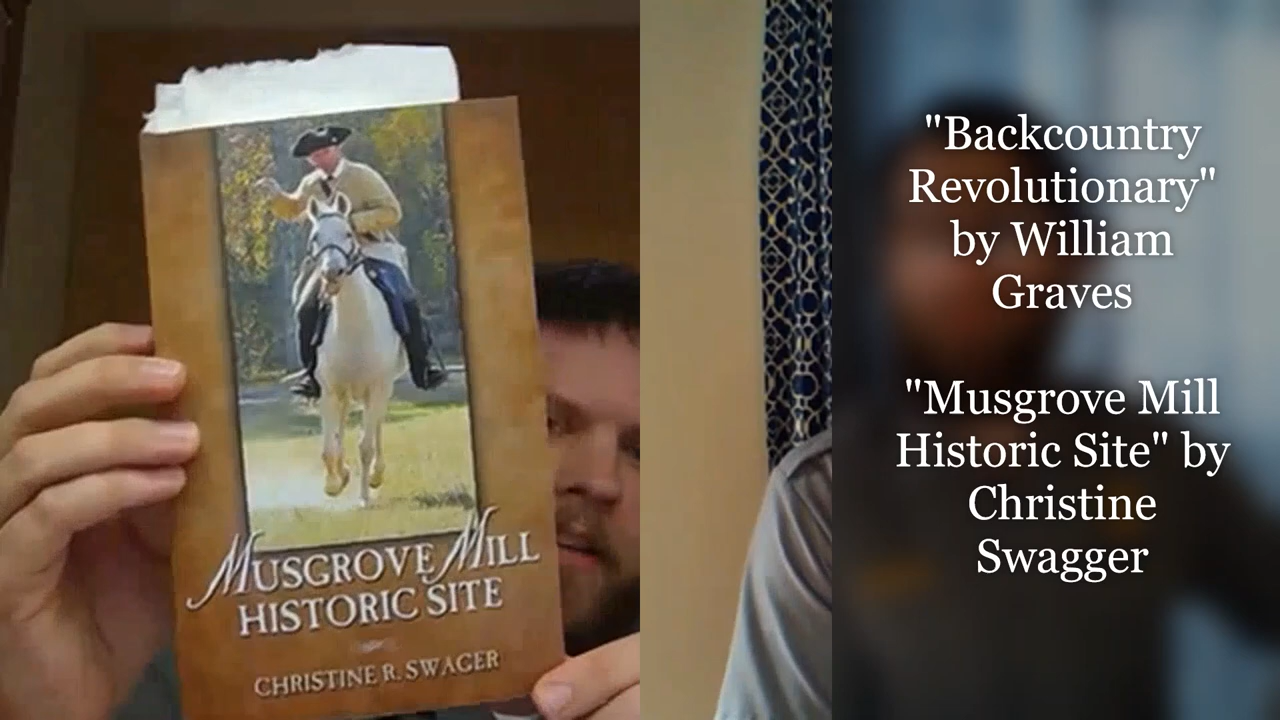 MUSGROVE MILL
HISTORIC SITE
CHRISTINE R. SWAGER
"Backcountry
Revolutionary"
by William
Graves
"Musgrove Mill
Historic Site" by
Christine
Swagger